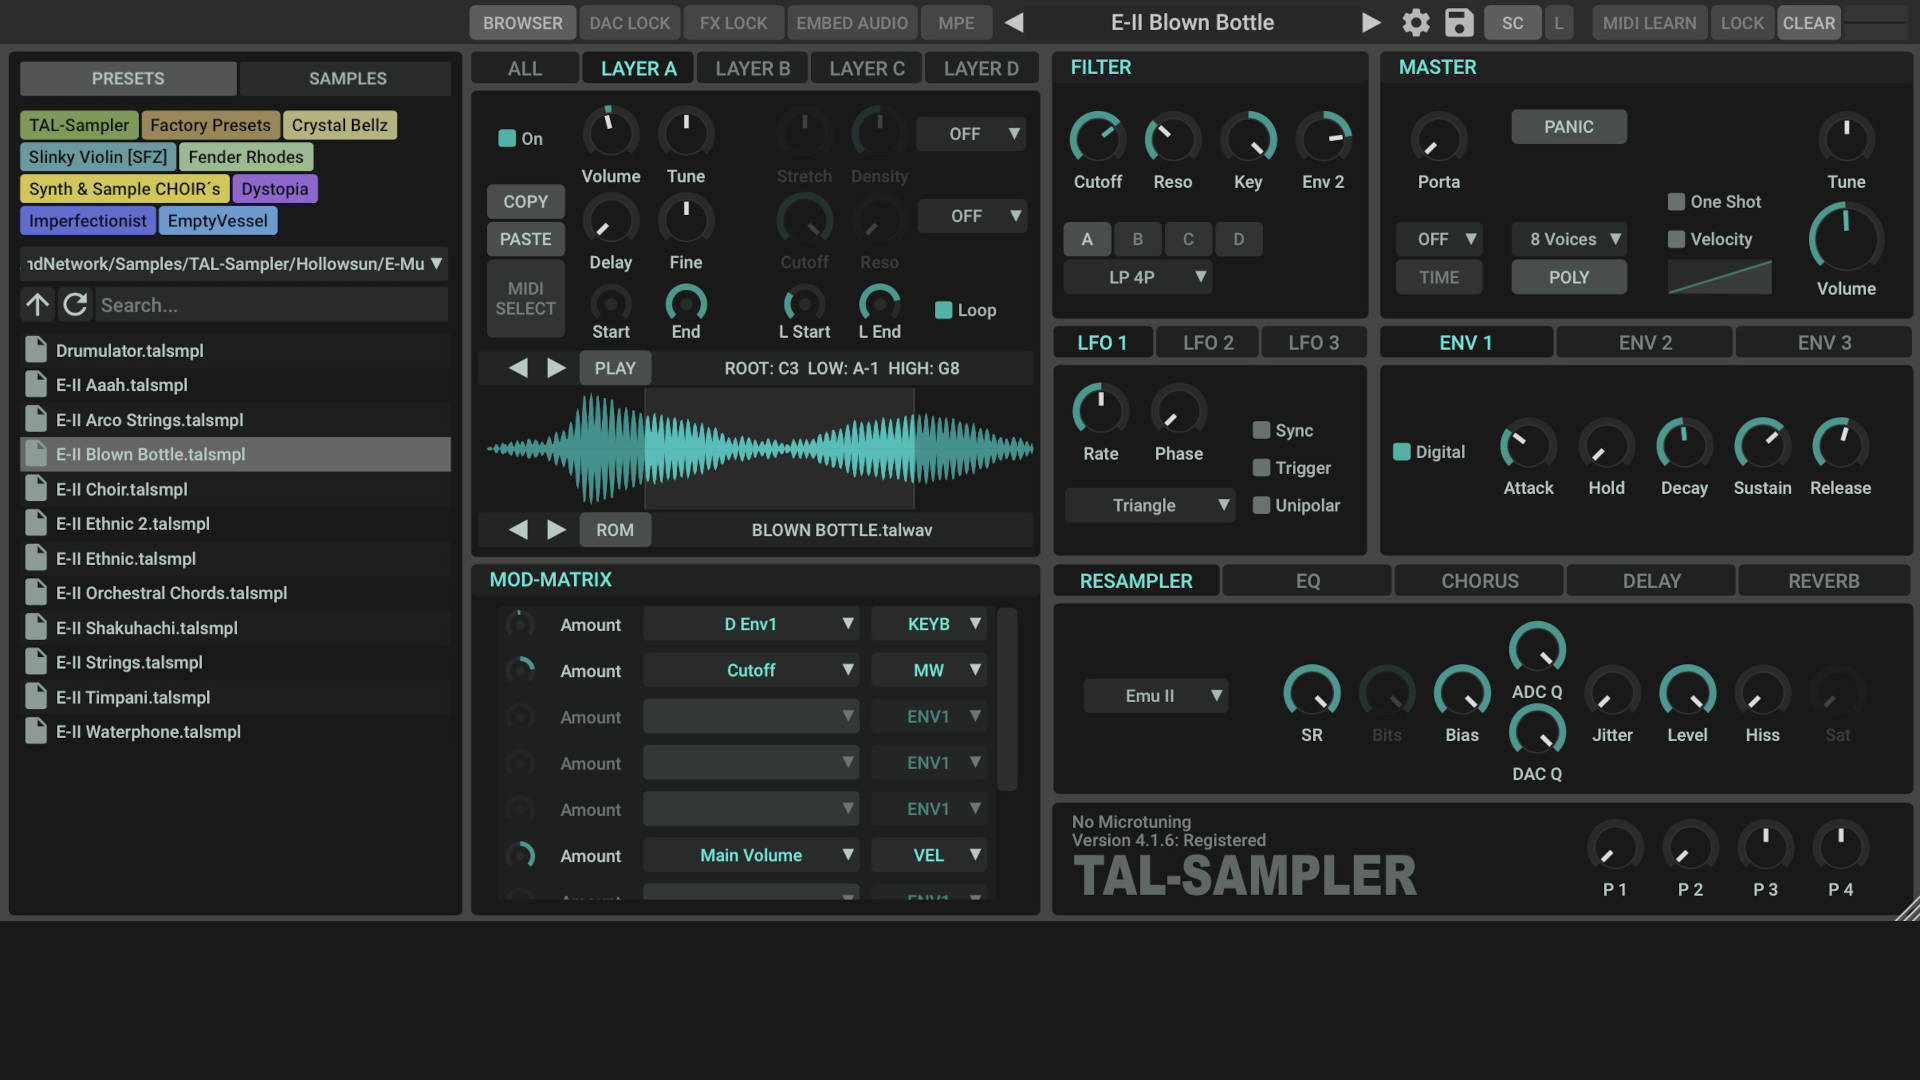 BROWSER DAC LOCK FX LOCK EMBED AUDIO MPE E-II Blown Bottle SC L MIDI LEARN LOCK CLEAR
PRESETS SAMPLES
TAL-Sampler Factory Presets Crystal Bellz
Slinky Violin [SFZ] Fender Rhodes
Synth & Sample CHOIR´s Dystopia
Imperfectionist EmptyVessel
ndNetwork/Samples/TAL-Sampler/Hollowsun/E-Mu
Search...
Drumulator.talsmpl
E-II Aaah.talsmpl
E-II Arco Strings.talsmpl
E-II Blown Bottle.talsmpl
E-II Choir.talsmpl
E-II Ethnic 2.talsmpl
E-II Ethnic.talsmpl
E-II Orchestral Chords.talsmpl
E-II Shakuhachi.talsmpl
E-II Strings.talsmpl
E-II Timpani.talsmpl
E-II Waterphone.talsmpl
ALL LAYER A LAYER B LAYER C LAYER D
On OFF
Volume Tune Stretch Density
COPY
PASTE OFF
Delay Fine Cutoff Reso
MIDI
SELECT
Loop
Start End L Start L End
PLAY ROOT: C3 LOW: A-1 HIGH: G8
ROM BLOWN BOTTLE.talwav
MOD-MATRIX
Amount D Env1 KEYB
Amount Cutoff MW
Amount ENV1
Amount ENV1
Amount ENV1
Amount Main Volume VEL
Amount ENV1
FILTER
Cutoff Reso Key Env 2
A B C D
LP 4P
MASTER
PANIC
Porta Tune
One Shot
OFF 8 Voices Velocity
TIME POLY
Volume
LFO 1 LFO 2 LFO 3
Rate Phase
Sync
Trigger
Triangle Unipolar
ENV 1 ENV 2 ENV 3
Digital
Attack Hold Decay Sustain Release
RESAMPLER EQ CHORUS DELAY REVERB
Emu II
ADC Q
SR Bits Bias Jitter Level Hiss Sat
DAC Q
No Microtuning
Version 4.1.6: Registered
TAL-SAMPLER
P 1 P 2 P 3 P 4